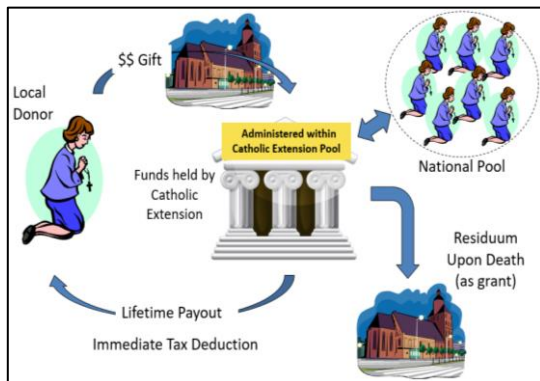 $$ Gift
Local
Donor
Administered within
Catholic Extension Pool
National Pool
Funds held by
Catholic
Extension
Residuum
Upon Death
(as grant)
Lifetime Payout
Immediate Tax Deduction